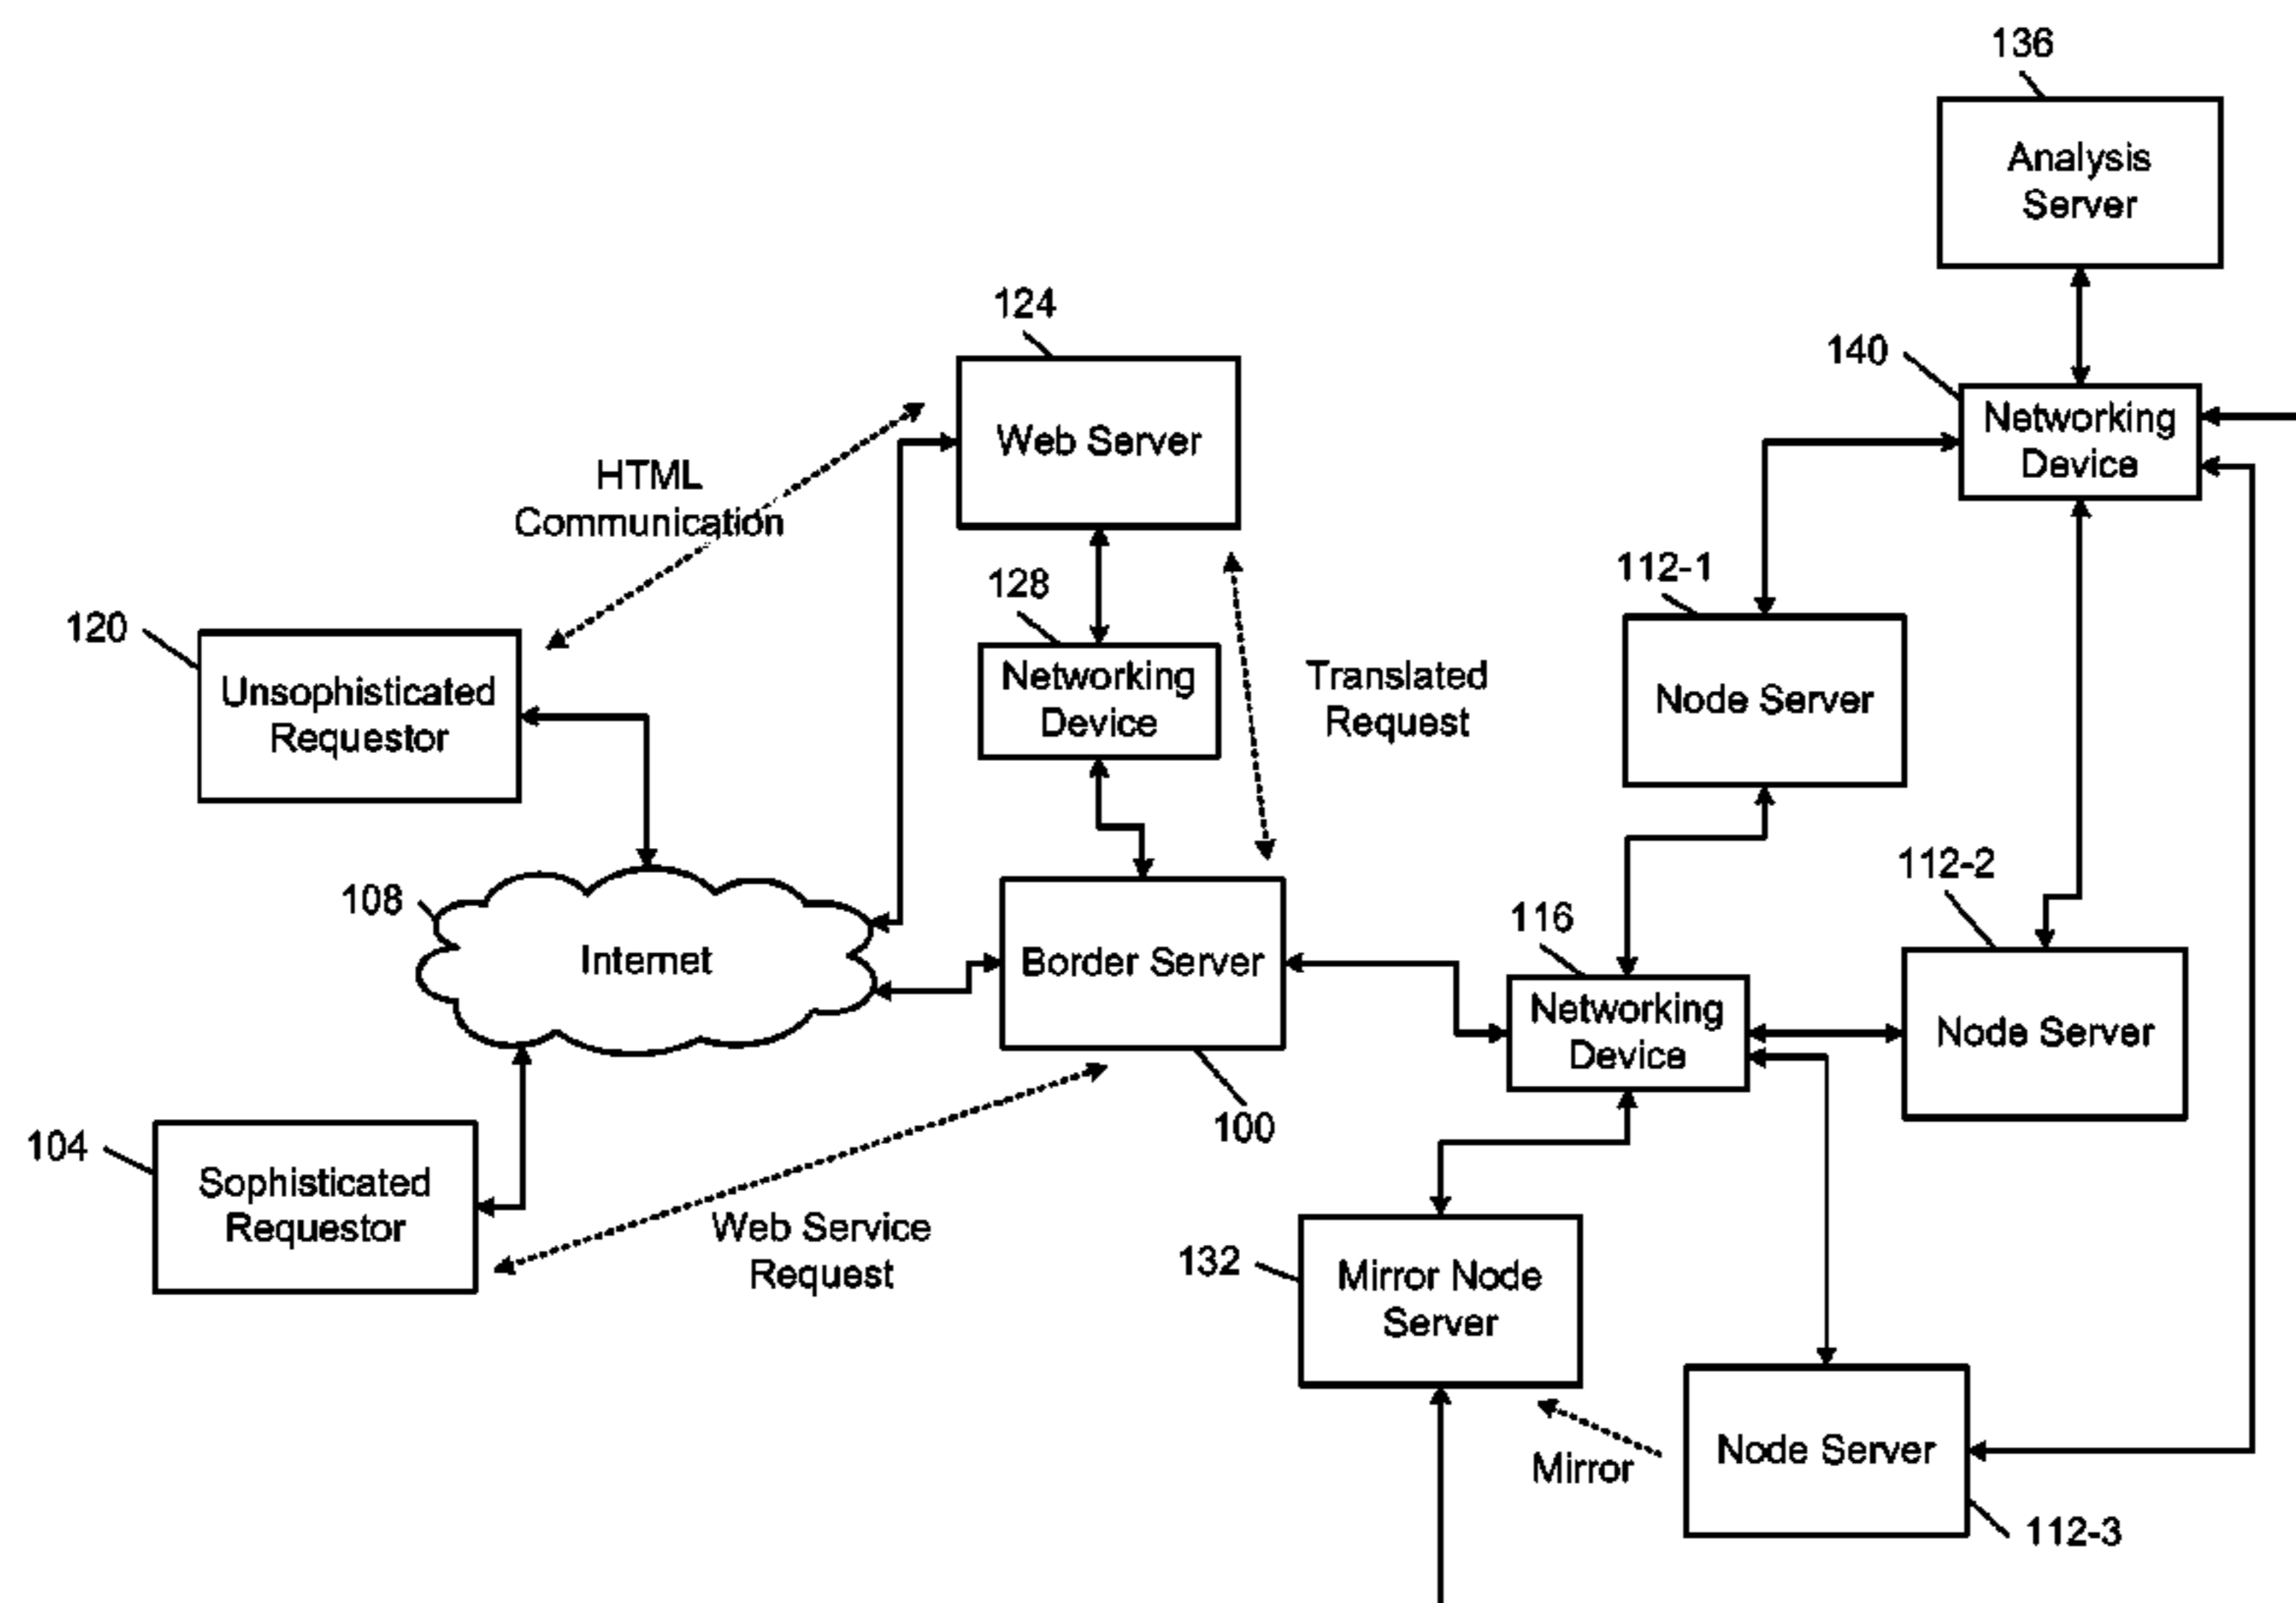 136
Analysis
Server
124
140
Web Server
Networking
Device
HTML
Communication
112-1
128
120
Unsophisticated
Requestor
Networking
Device
Translated
Request
Node Server
108
112-2
116
Internet
Border Server
Networking
Device
Node Server
100
104
Sophisticated
Requestor
Web Service
Request
132
Mirror Node
Server
Mirror
Node Server
112-3